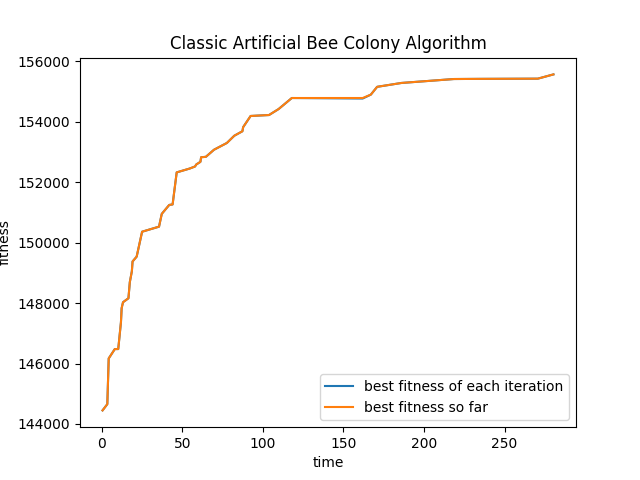 Classic Artificial Bee Colony Algorithm
156000
154000
152000
150000
148000
146000
144000
fitness
0
50
100
150
200
250
time
best fitness of each iteration
best fitness so far